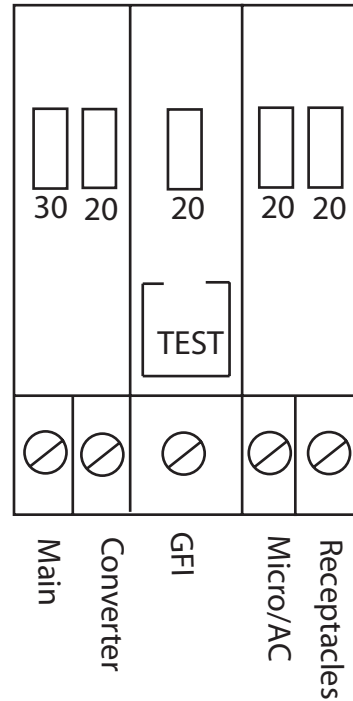 30 20 20 20 20
TEST
Main
Converter
GFI
Micro/AC
Receptacles